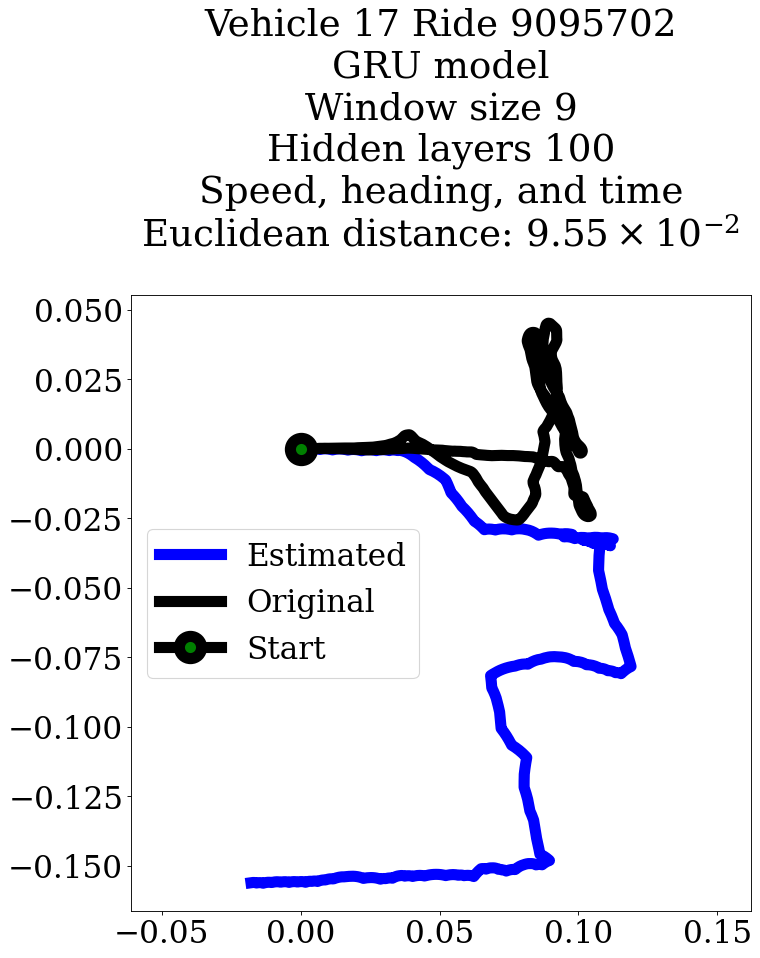 Vehicle 17 Ride 9095702
GRU model
Window size 9
Hidden layers 100
Speed, heading, and time
Euclidean distance: 9.55 × 10⁻²
0.050
0.025
0.000
−0.025
−0.050
−0.075
−0.100
−0.125
−0.150
Estimated
Original
Start
−0.05 0.00 0.05 0.10 0.15